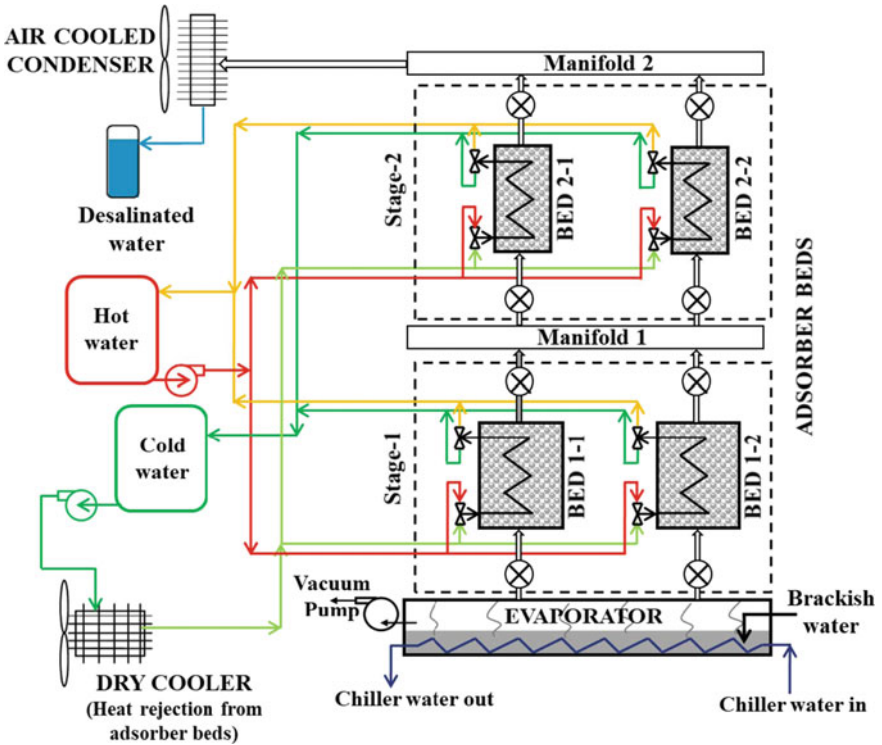 AIR COOLED
CONDENSER
Manifold 2
Desalinated
water
Stage-2
BED 2-1
BED 2-2
Hot
water
Manifold 1
ADSORBER BEDS
Cold
water
Stage-1
BED 1-1
BED 1-2
Vacuum
Pump
EVAPORATOR
Brackish
water
DRY COOLER
(Heat rejection from
adsorber beds)
Chiller water out
Chiller water in